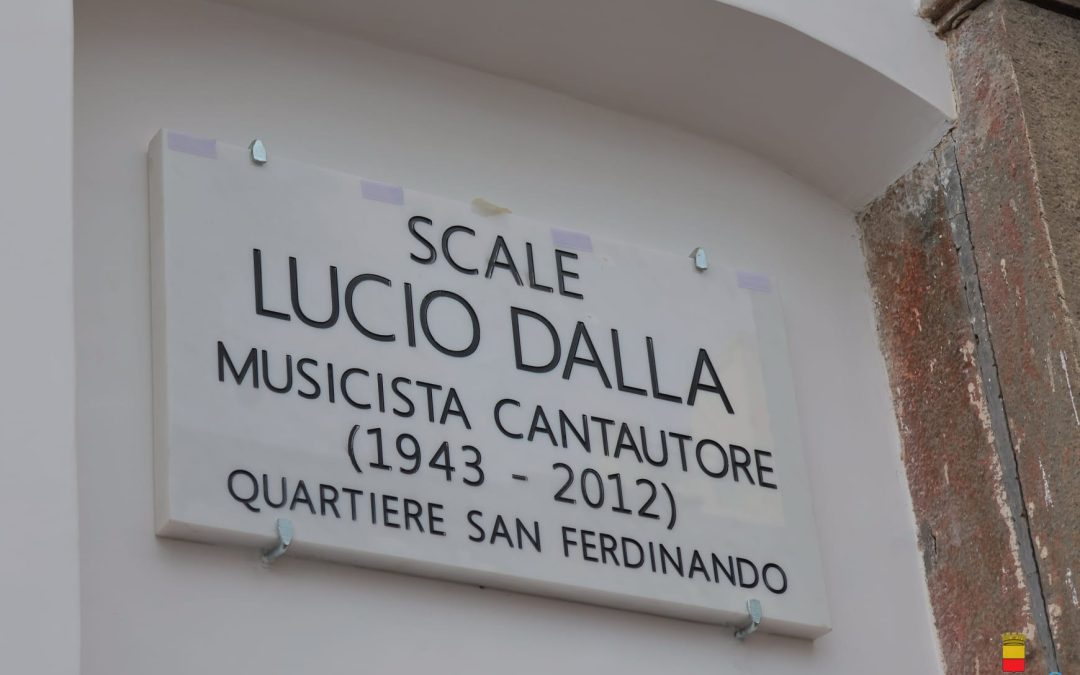 SCALE
LUCIO DALLA
MUSICISTA CANTAUTORE
(1943 - 2012)
QUARTIERE SAN FERDINANDO